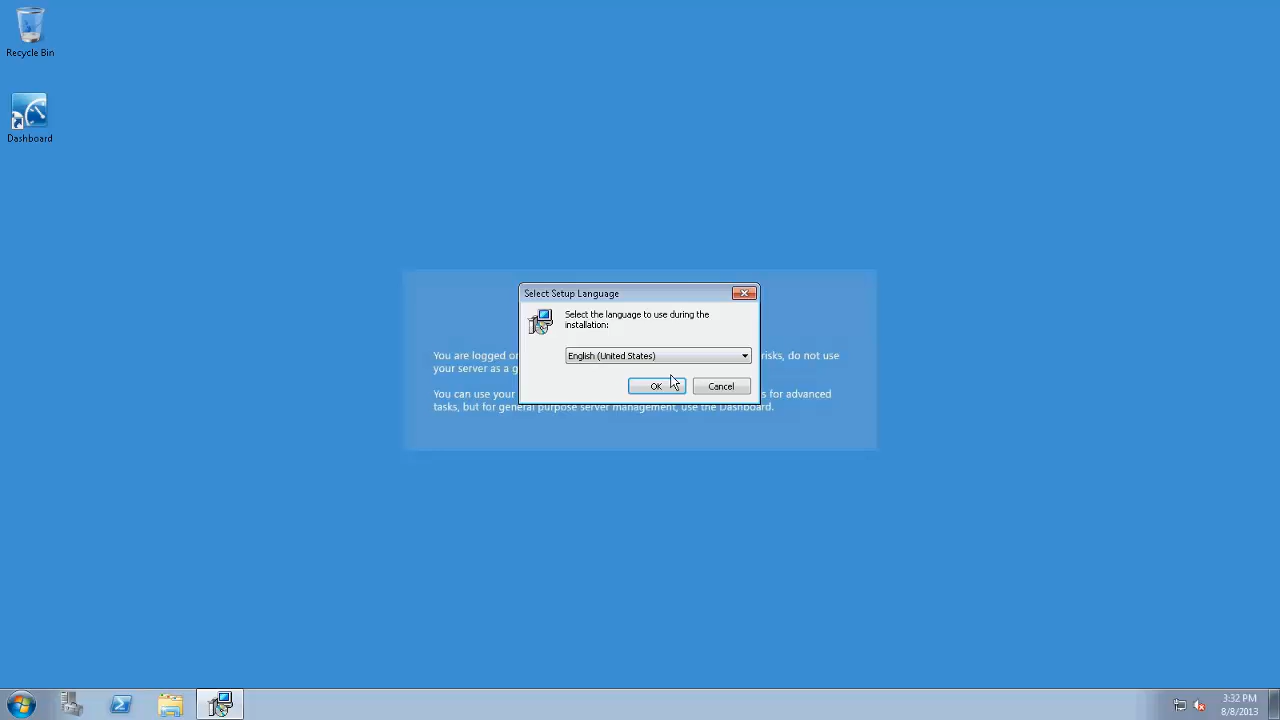 Recycle Bin
Dashboard
Select Setup Language
Select the language to use during the
installation:
English (United States)
OK
Cancel
You are logged o
risks, do not use
your server as a g
You can use your
s for advanced
tasks, but for general purpose server management, use the Dashboard.
3:32 PM
8/8/2013